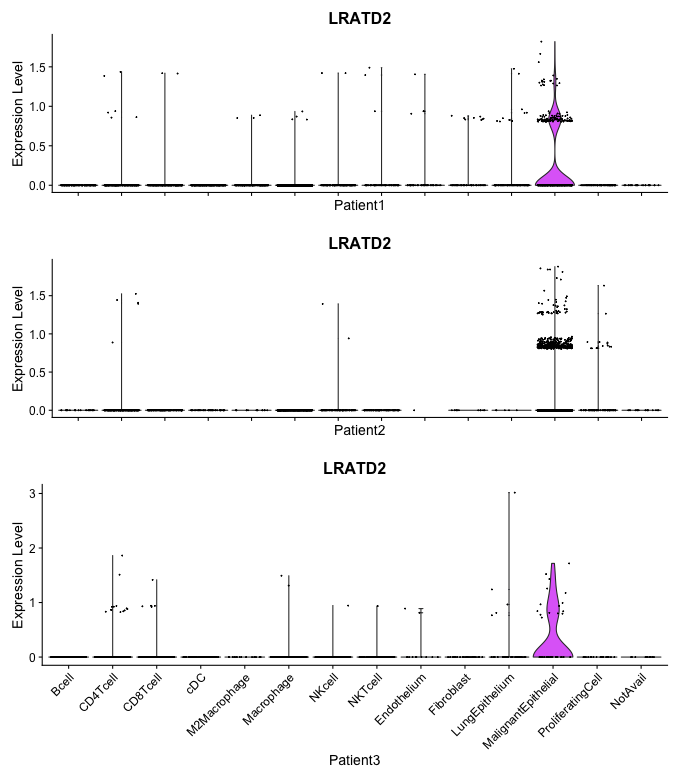 LRATD2
Expression Level
1.5
1.0
0.5
0.0
Patient1
LRATD2
Expression Level
1.5
1.0
0.5
0.0
Patient2
LRATD2
Expression Level
3
2
1
0
Bcell
CD4Tcell
CD8Tcell
cDC
M2Macrophage
Macrophage
NKcell
NKTcell
Endothelium
Fibroblast
LungEpithelium
MalignantEpithelial
ProliferatingCell
NotAvail
Patient3